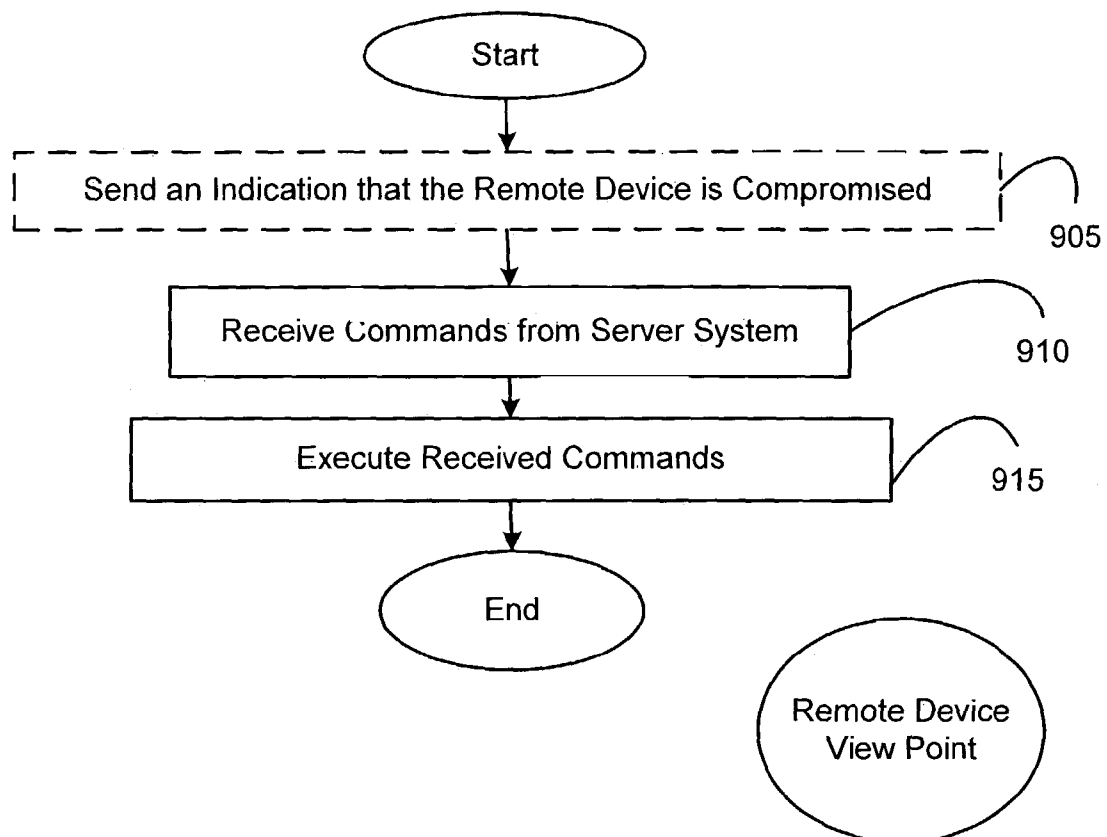 Start
Send an Indication that the Remote Device is Compromised
905
Receive Commands from Server System
910
Execute Received Commands
915
End
Remote Device
View Point